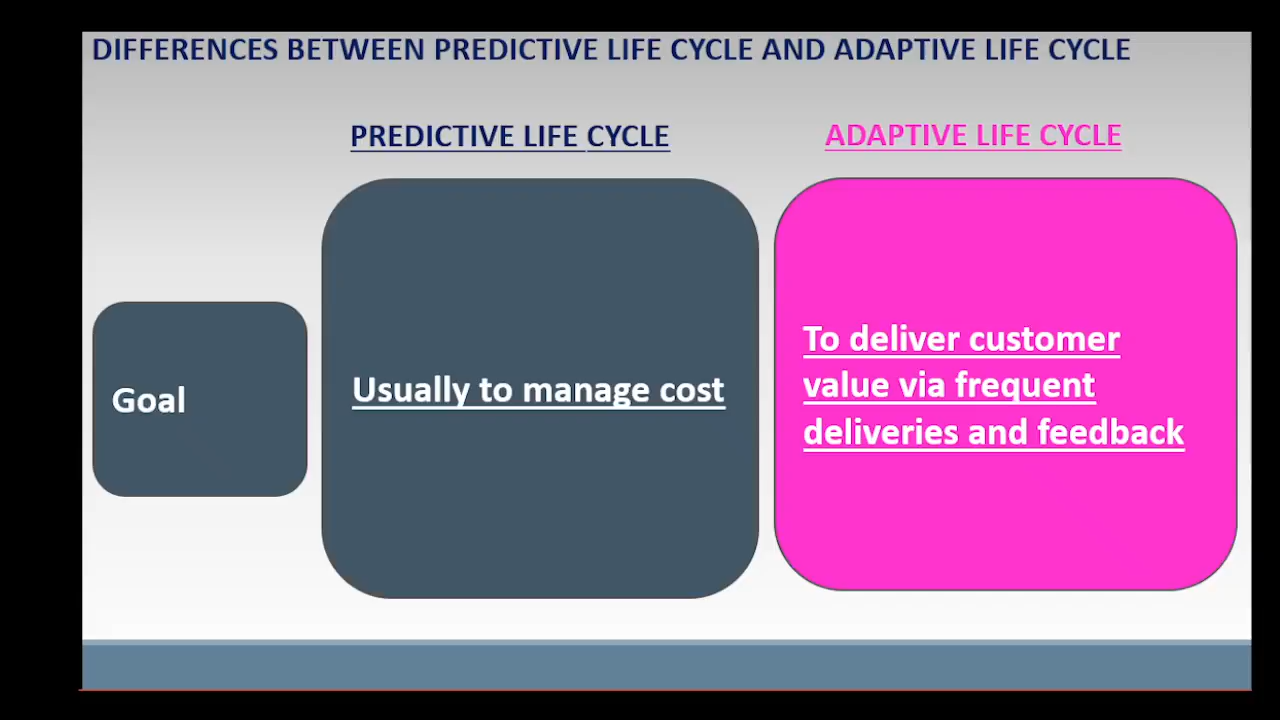 DIFFERENCES BETWEEN PREDICTIVE LIFE CYCLE AND ADAPTIVE LIFE CYCLE
PREDICTIVE LIFE CYCLE
ADAPTIVE LIFE CYCLE
Goal
Usually to manage cost
To deliver customer
value via frequent
deliveries and feedback